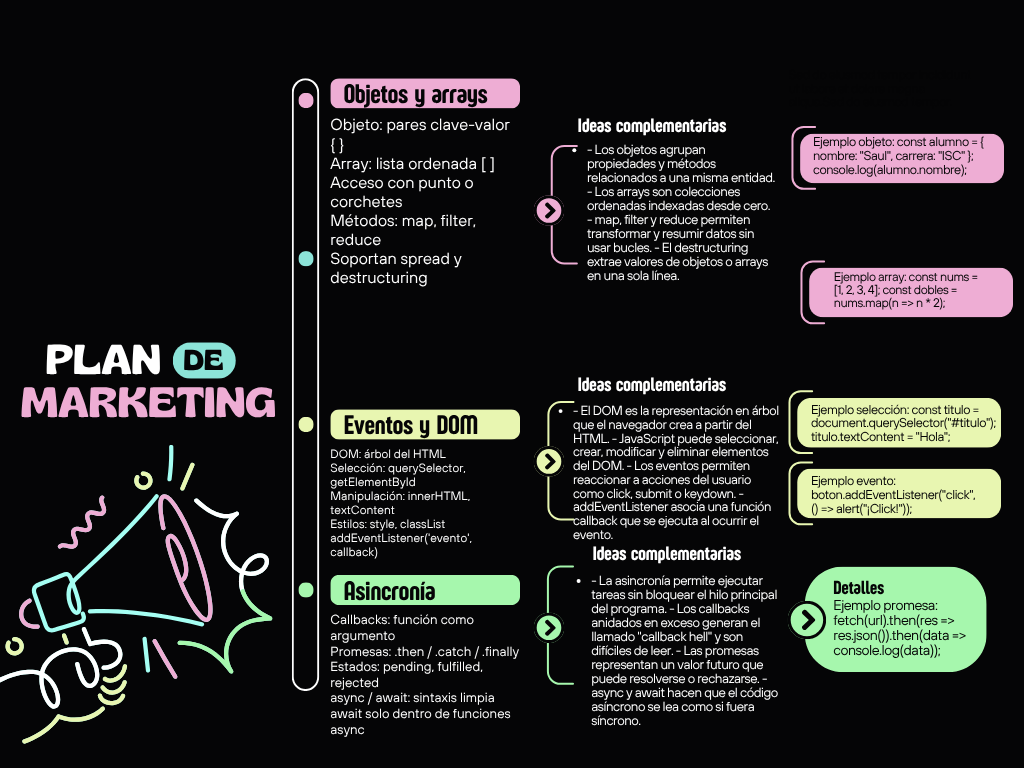 PLAN DE
MARKETING
Objetos y arrays
Objeto: pares clave-valor
{ }
Array: lista ordenada [ ]
Acceso con punto o
corchetes
Métodos: map, filter,
reduce
Soportan spread y
destructuring
Ideas complementarias
- Los objetos agrupan
propiedades y métodos
relacionados a una misma entidad.
- Los arrays son colecciones
ordenadas indexadas desde cero.
- map, filter y reduce permiten
transformar y resumir datos sin
usar bucles. - El destructuring
extrae valores de objetos o arrays
en una sola línea.
Ejemplo objeto: const alumno = {
nombre: "Saul", carrera: "ISC" };
console.log(alumno.nombre);
Ejemplo array: const nums =
[1, 2, 3, 4]; const dobles =
nums.map(n => n * 2);
Eventos y DOM
DOM: árbol del HTML
Selección: querySelector,
getElementById
Manipulación: innerHTML,
textContent
Estilos: style, classList
addEventListener('evento',
callback)
Ideas complementarias
- El DOM es la representación en árbol
que el navegador crea a partir del
HTML. - JavaScript puede seleccionar,
crear, modificar y eliminar elementos
del DOM. - Los eventos permiten
reaccionar a acciones del usuario
como click, submit o keydown. -
addEventListener asocia una función
callback que se ejecuta al ocurrir el
evento.
Ejemplo selección: const titulo =
document.querySelector("#titulo");
titulo.textContent = "Hola";
Ejemplo evento:
boton.addEventListener("click",
() => alert("¡Click!"));
Asincronía
Callbacks: función como
argumento
Promesas: .then / .catch / .finally
Estados: pending, fulfilled,
rejected
async / await: sintaxis limpia
await solo dentro de funciones
async
Ideas complementarias
- La asincronía permite ejecutar
tareas sin bloquear el hilo principal
del programa. - Los callbacks
anidados en exceso generan el
llamado "callback hell" y son
difíciles de leer. - Las promesas
representan un valor futuro que
puede resolverse o rechazarse. -
async y await hacen que el código
asíncrono se lea como si fuera
síncrono.
Detalles
Ejemplo promesa:
fetch(url).then(res =>
res.json()).then(data =>
console.log(data));